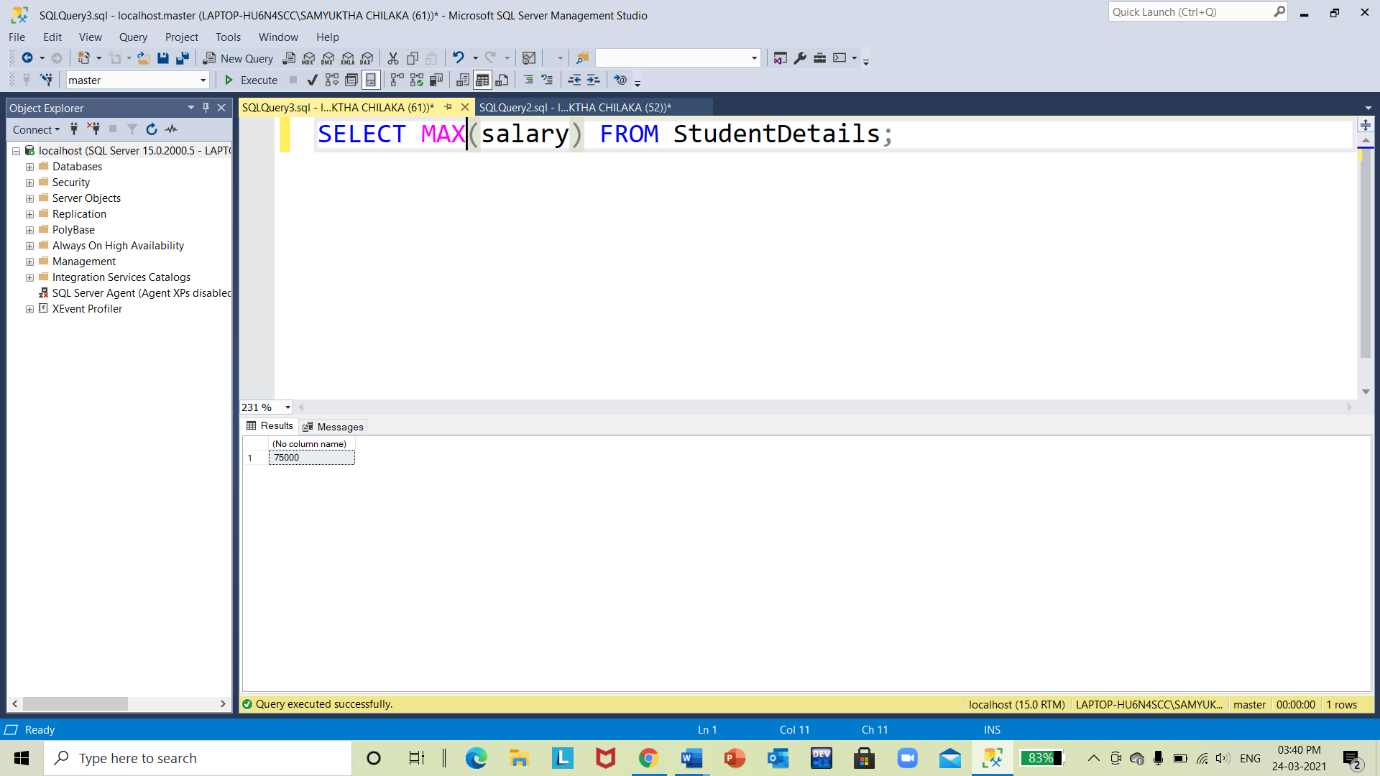 SQLQuery3.sql - localhost.master (LAPTOP-HU6N4SCC\SAMYUKTHA CHILAKA (61))* - Microsoft SQL Server Management Studio
Quick Launch (Ctrl+Q)
File Edit View Query Project Tools Window Help
New Query
master
Execute
Object Explorer
Connect
localhost (SQL Server 15.0.2000.5 - LAPT
Databases
Security
Server Objects
Replication
PolyBase
Always On High Availability
Management
Integration Services Catalogs
SQL Server Agent (Agent XPs disabled
XEvent Profiler
SQLQuery3.sql - l...KTHA CHILAKA (61))*
SQLQuery2.sql - l...KTHA CHILAKA (52))*
SELECT MAX(salary) FROM StudentDetails;
231 %
Results Messages
(No column name)
1 75000
Query executed successfully.
localhost (15.0 RTM) LAPTOP-HU6N4SCC\SAMYUK... master 00:00:00 1 rows
Ready Ln 1 Col 11 Ch 11 INS
Type here to search
83%
ENG
03:40 PM
24-03-2021
2